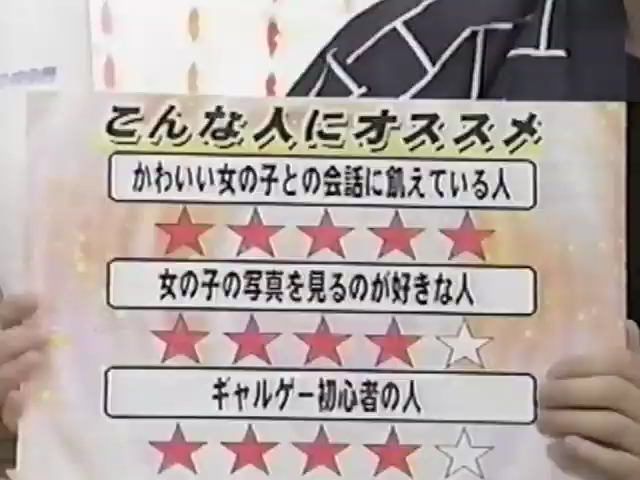 こんな人にオススメ
かわいい女の子との会話に飢えている人
★★★★★
女の子の写真を見るのが好きな人
★★★★☆
ギャルゲー初心者の人
★★★★☆